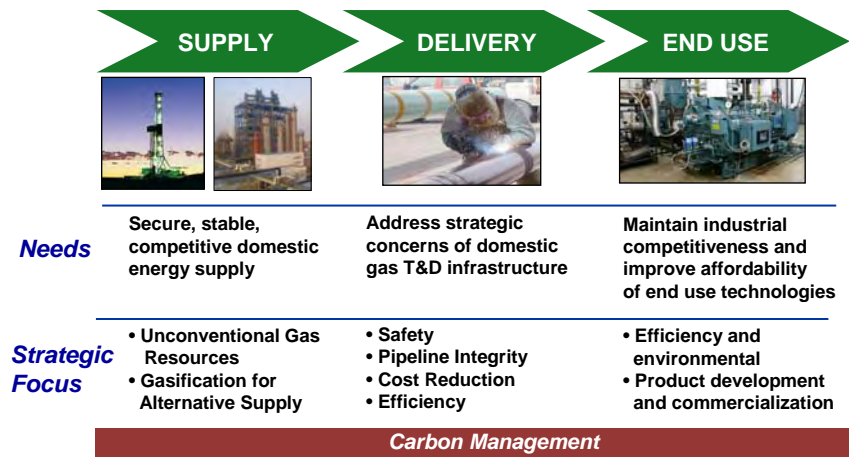 SUPPLY
DELIVERY
END USE
Needs
Secure, stable,
competitive domestic
energy supply
Address strategic
concerns of domestic
gas T&D infrastructure
Maintain industrial
competitiveness and
improve affordability
of end use technologies
Strategic
Focus
• Unconventional Gas
Resources
• Gasification for
Alternative Supply
• Safety
• Pipeline Integrity
• Cost Reduction
• Efficiency
• Efficiency and
environmental
• Product development
and commercialization
Carbon Management